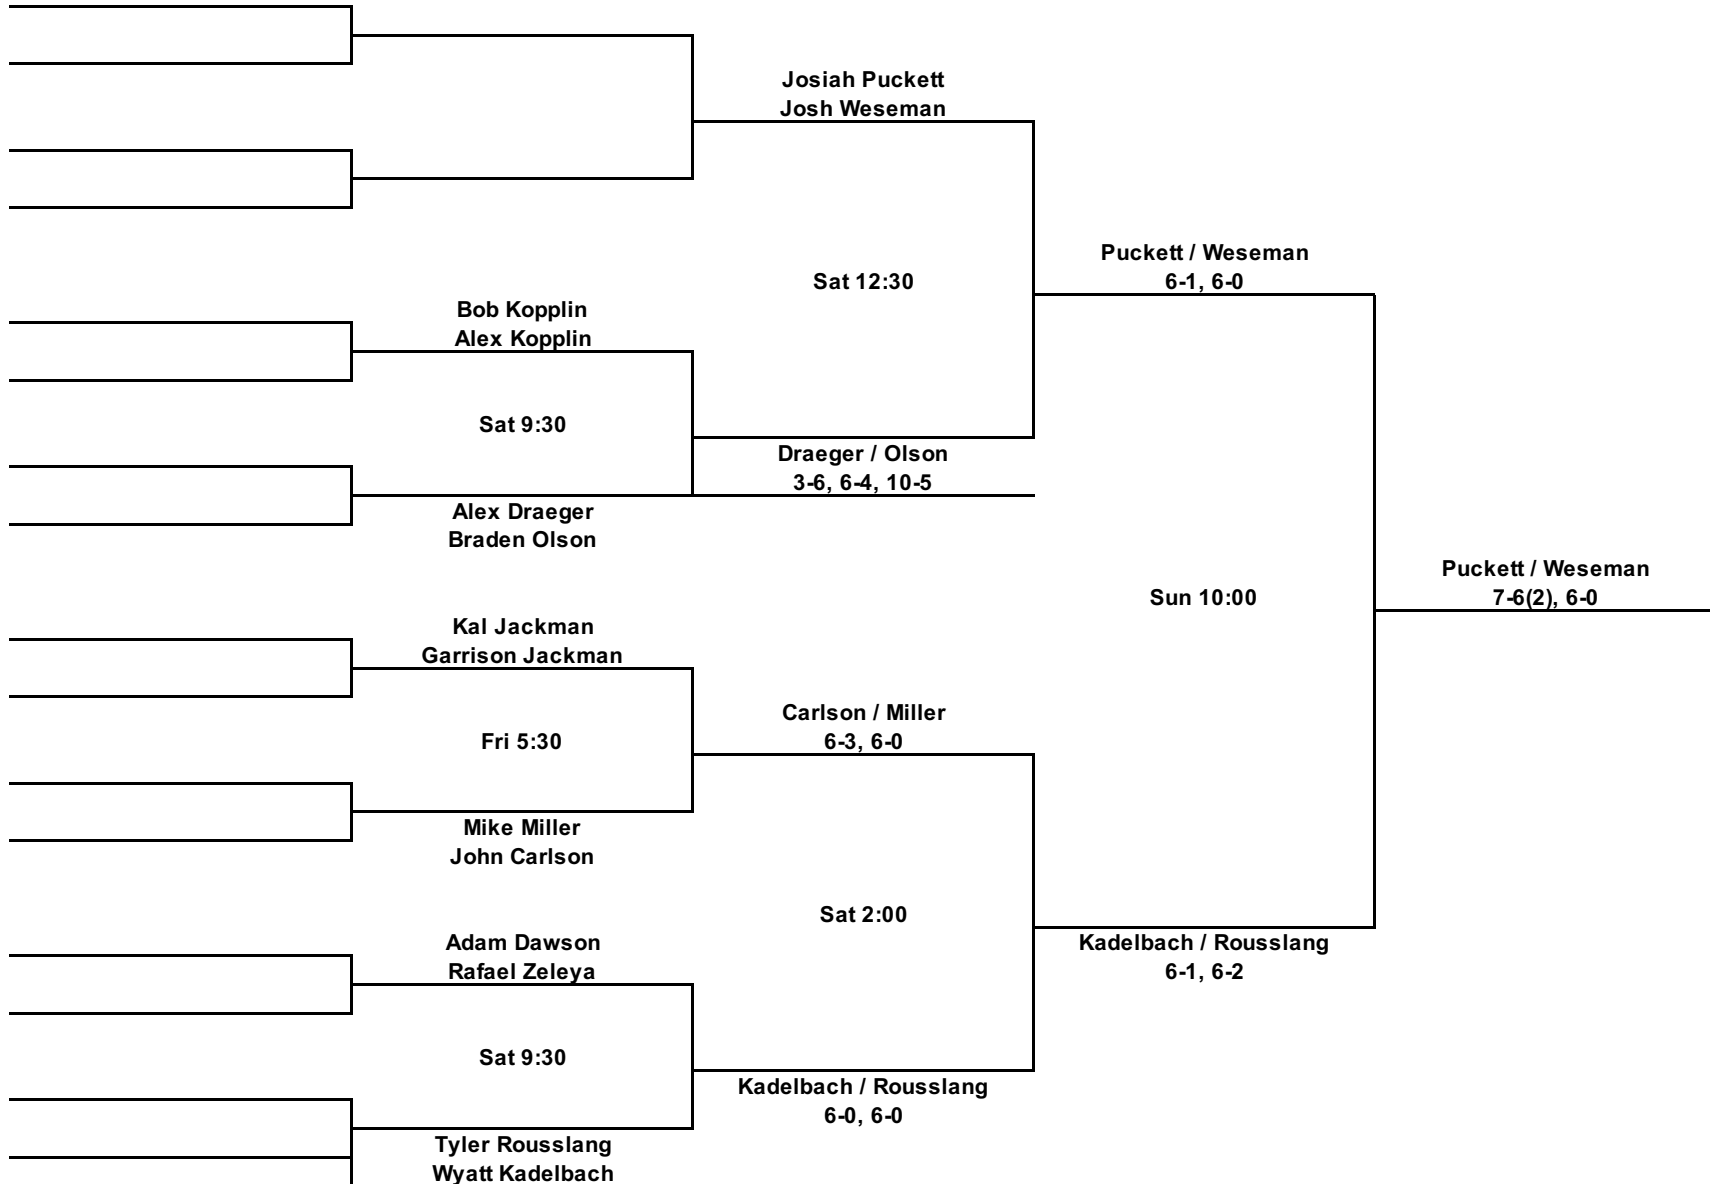 Josiah Puckett
Josh Weseman
Puckett / Weseman
6-1, 6-0
Sat 12:30
Bob Kopplin
Alex Kopplin
Sat 9:30
Draeger / Olson
3-6, 6-4, 10-5
Alex Draeger
Braden Olson
Puckett / Weseman
7-6(2), 6-0
Sun 10:00
Kal Jackman
Garrison Jackman
Carlson / Miller
6-3, 6-0
Fri 5:30
Mike Miller
John Carlson
Sat 2:00
Adam Dawson
Rafael Zeleya
Kadelbach / Rousslang
6-1, 6-2
Sat 9:30
Kadelbach / Rousslang
6-0, 6-0
Tyler Rousslang
Wyatt Kadelbach